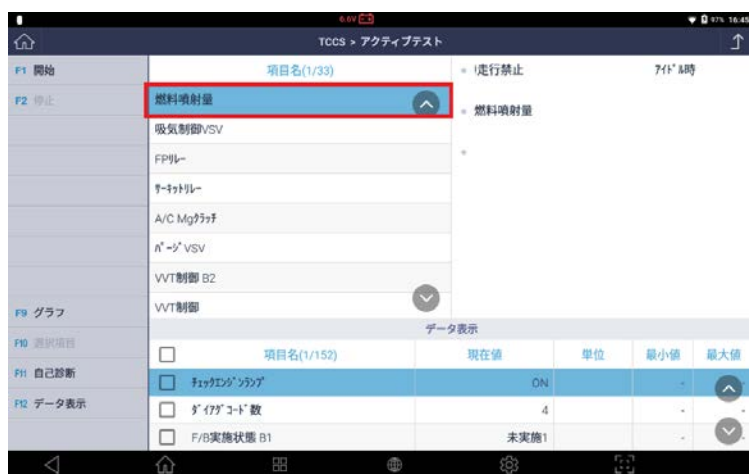 6.6V
97% 16:45
TCCS > アクティブテスト
F1 開始
F2 停止
F9 グラフ
F10 選択項目
F11 自己診断
F12 データ表示
項目名(1/33)
燃料噴射量
吸気制御VSV
FPﾘﾚｰ
ｻｰｷｯﾄﾘﾚｰ
A/C Mgｸﾗｯﾁ
ﾊﾟｰｼﾞVSV
VVT制御 B2
VVT制御
走行禁止 ｱｲﾄﾞﾙ時
燃料噴射量
データ表示
項目名(1/152) 現在値 単位 最小値 最大値
ﾁｪｯｸｴﾝｼﾞﾝﾗﾝﾌﾟ ON - -
ﾀﾞｲｱｸﾞｺｰﾄﾞ数 4 - -
F/B実施状態 B1 未実施1 -